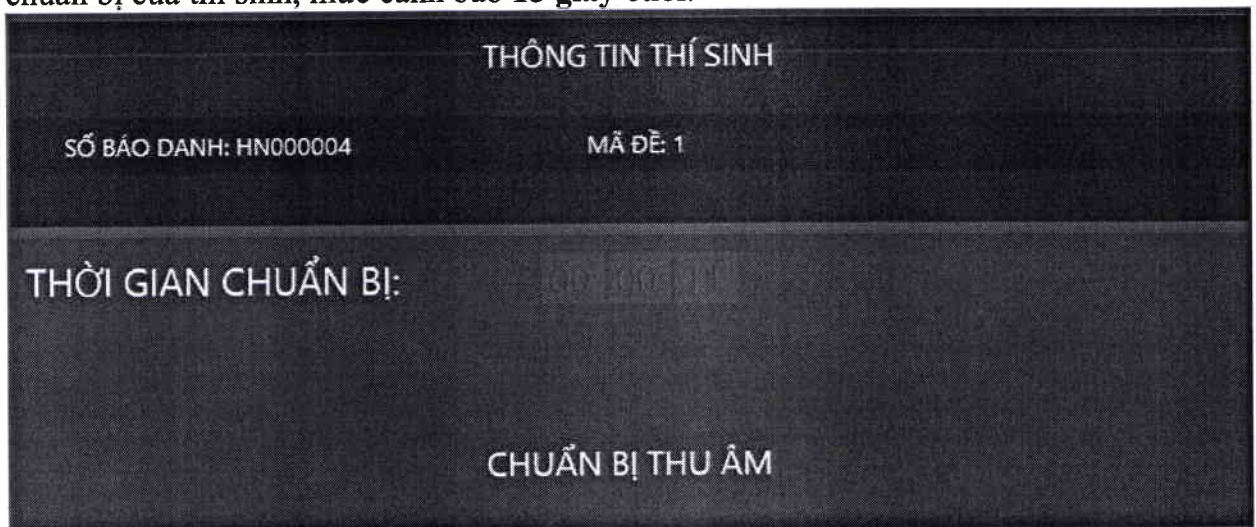 THÔNG TIN THÍ SINH
SỐ BÁO DANH: HN000004 MÃ ĐỀ: 1
THỜI GIAN CHUẨN BỊ:
CHUẨN BỊ THU ÂM